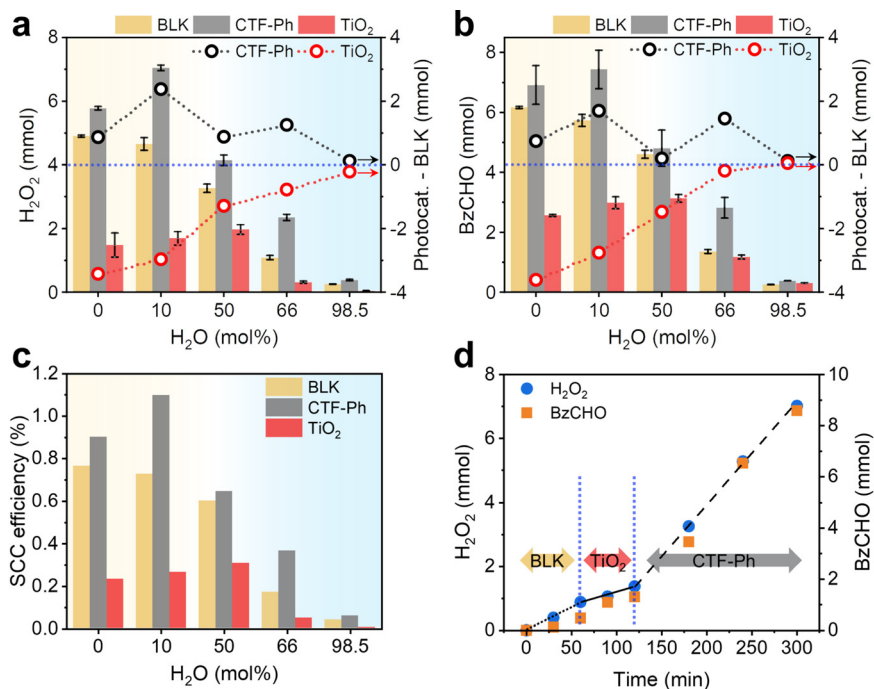 a
BLK CTF-Ph TiO₂
CTF-Ph TiO₂
H₂O₂ (mmol)
8
6
4
2
0
4
2
0
-2
-4
Photocat. - BLK (mmol)
0 10 50 66 98.5
H₂O (mol%)
b
BLK CTF-Ph TiO₂
CTF-Ph TiO₂
BzCHO (mmol)
8
6
4
2
0
4
2
0
-2
-4
Photocat. - BLK (mmol)
0 10 50 66 98.5
H₂O (mol%)
c
BLK
CTF-Ph
TiO₂
SCC efficiency (%)
1.2
1.0
0.8
0.6
0.4
0.2
0.0
0 10 50 66 98.5
H₂O (mol%)
d
H₂O₂
BzCHO
H₂O₂ (mmol)
8
6
4
2
0
BLK TiO₂ CTF-Ph
10
8
6
4
2
0
BzCHO (mmol)
0 50 100 150 200 250 300
Time (min)